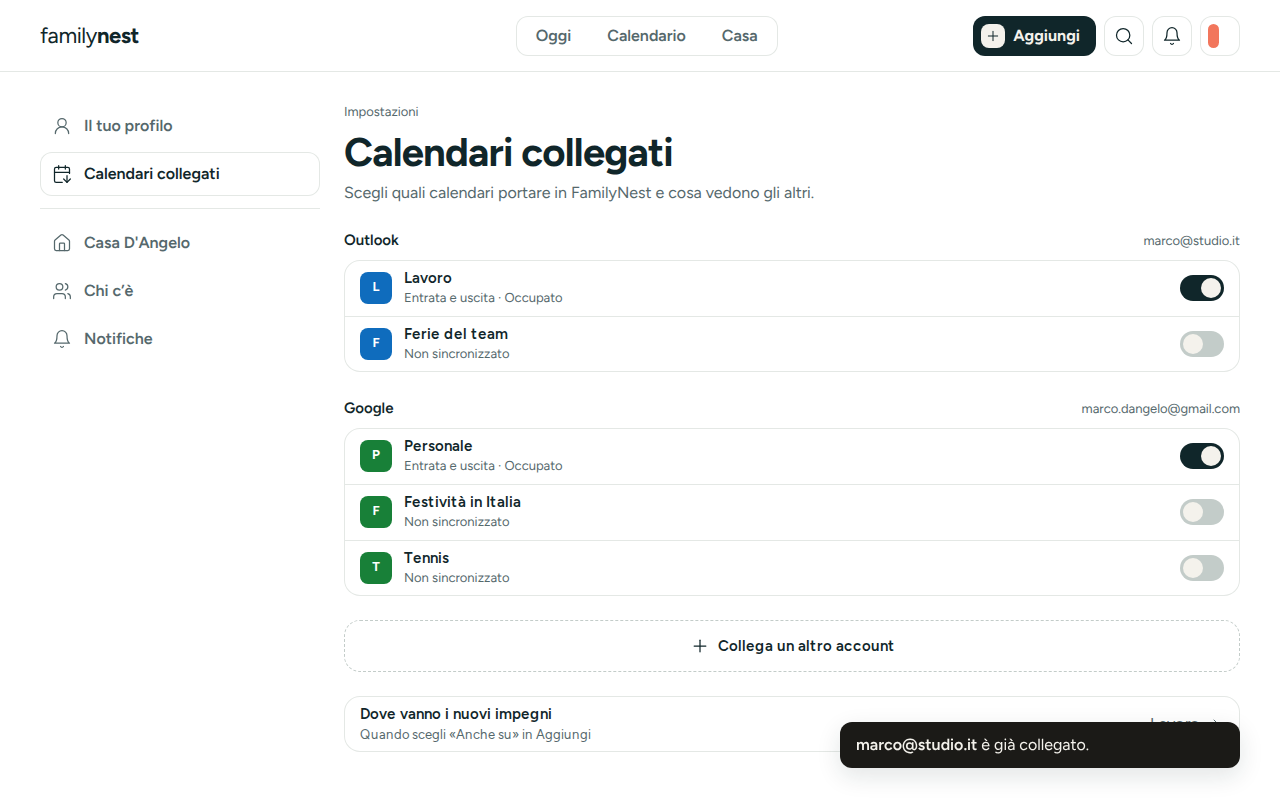 familynest
Oggi
Calendario
Casa
Aggiungi
Il tuo profilo
Calendari collegati
Casa D'Angelo
Chi c’è
Notifiche
Impostazioni
Calendari collegati
Scegli quali calendari portare in FamilyNest e cosa vedono gli altri.
Outlook
marco@studio.it
L
Lavoro
Entrata e uscita · Occupato
F
Ferie del team
Non sincronizzato
Google
marco.dangelo@gmail.com
P
Personale
Entrata e uscita · Occupato
F
Festività in Italia
Non sincronizzato
T
Tennis
Non sincronizzato
Collega un altro account
Dove vanno i nuovi impegni
Quando scegli «Anche su» in Aggiungi
marco@studio.it è già collegato.